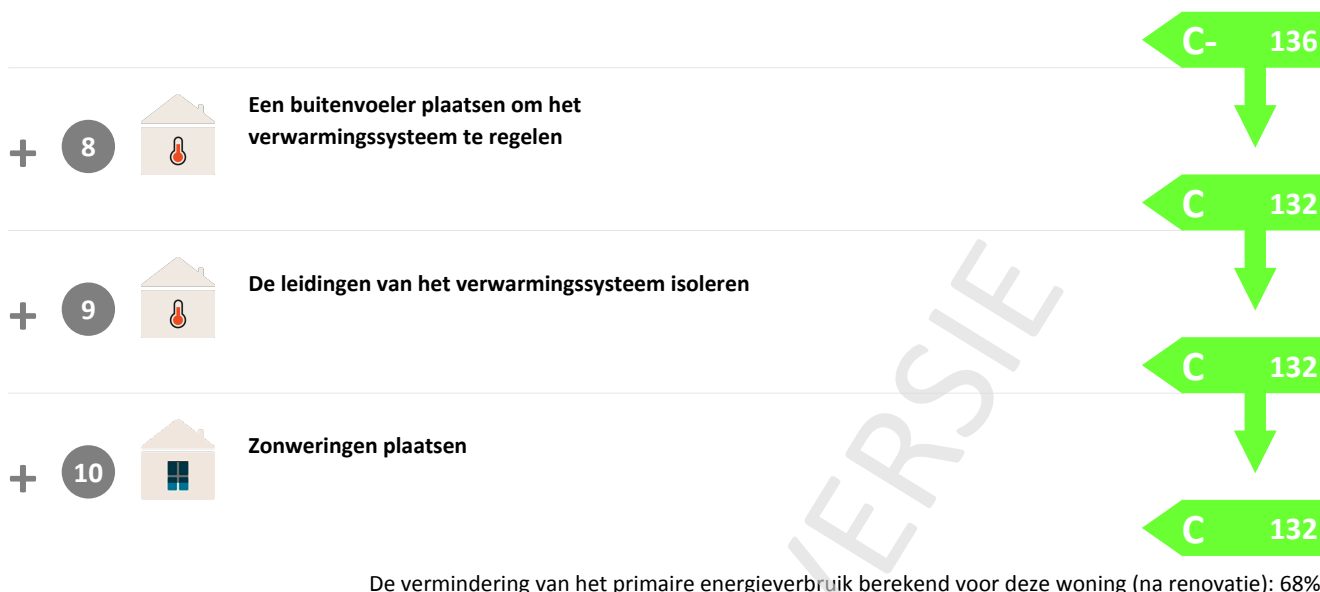 C- 136
+ 8 Een buitenvoeler plaatsen om het
verwarmingssysteem te regelen
C 132
+ 9 De leidingen van het verwarmingssysteem isoleren
C 132
+ 10 Zonweringen plaatsen
C 132
De vermindering van het primaire energieverbruik berekend voor deze woning (na renovatie): 68%
VERSIE